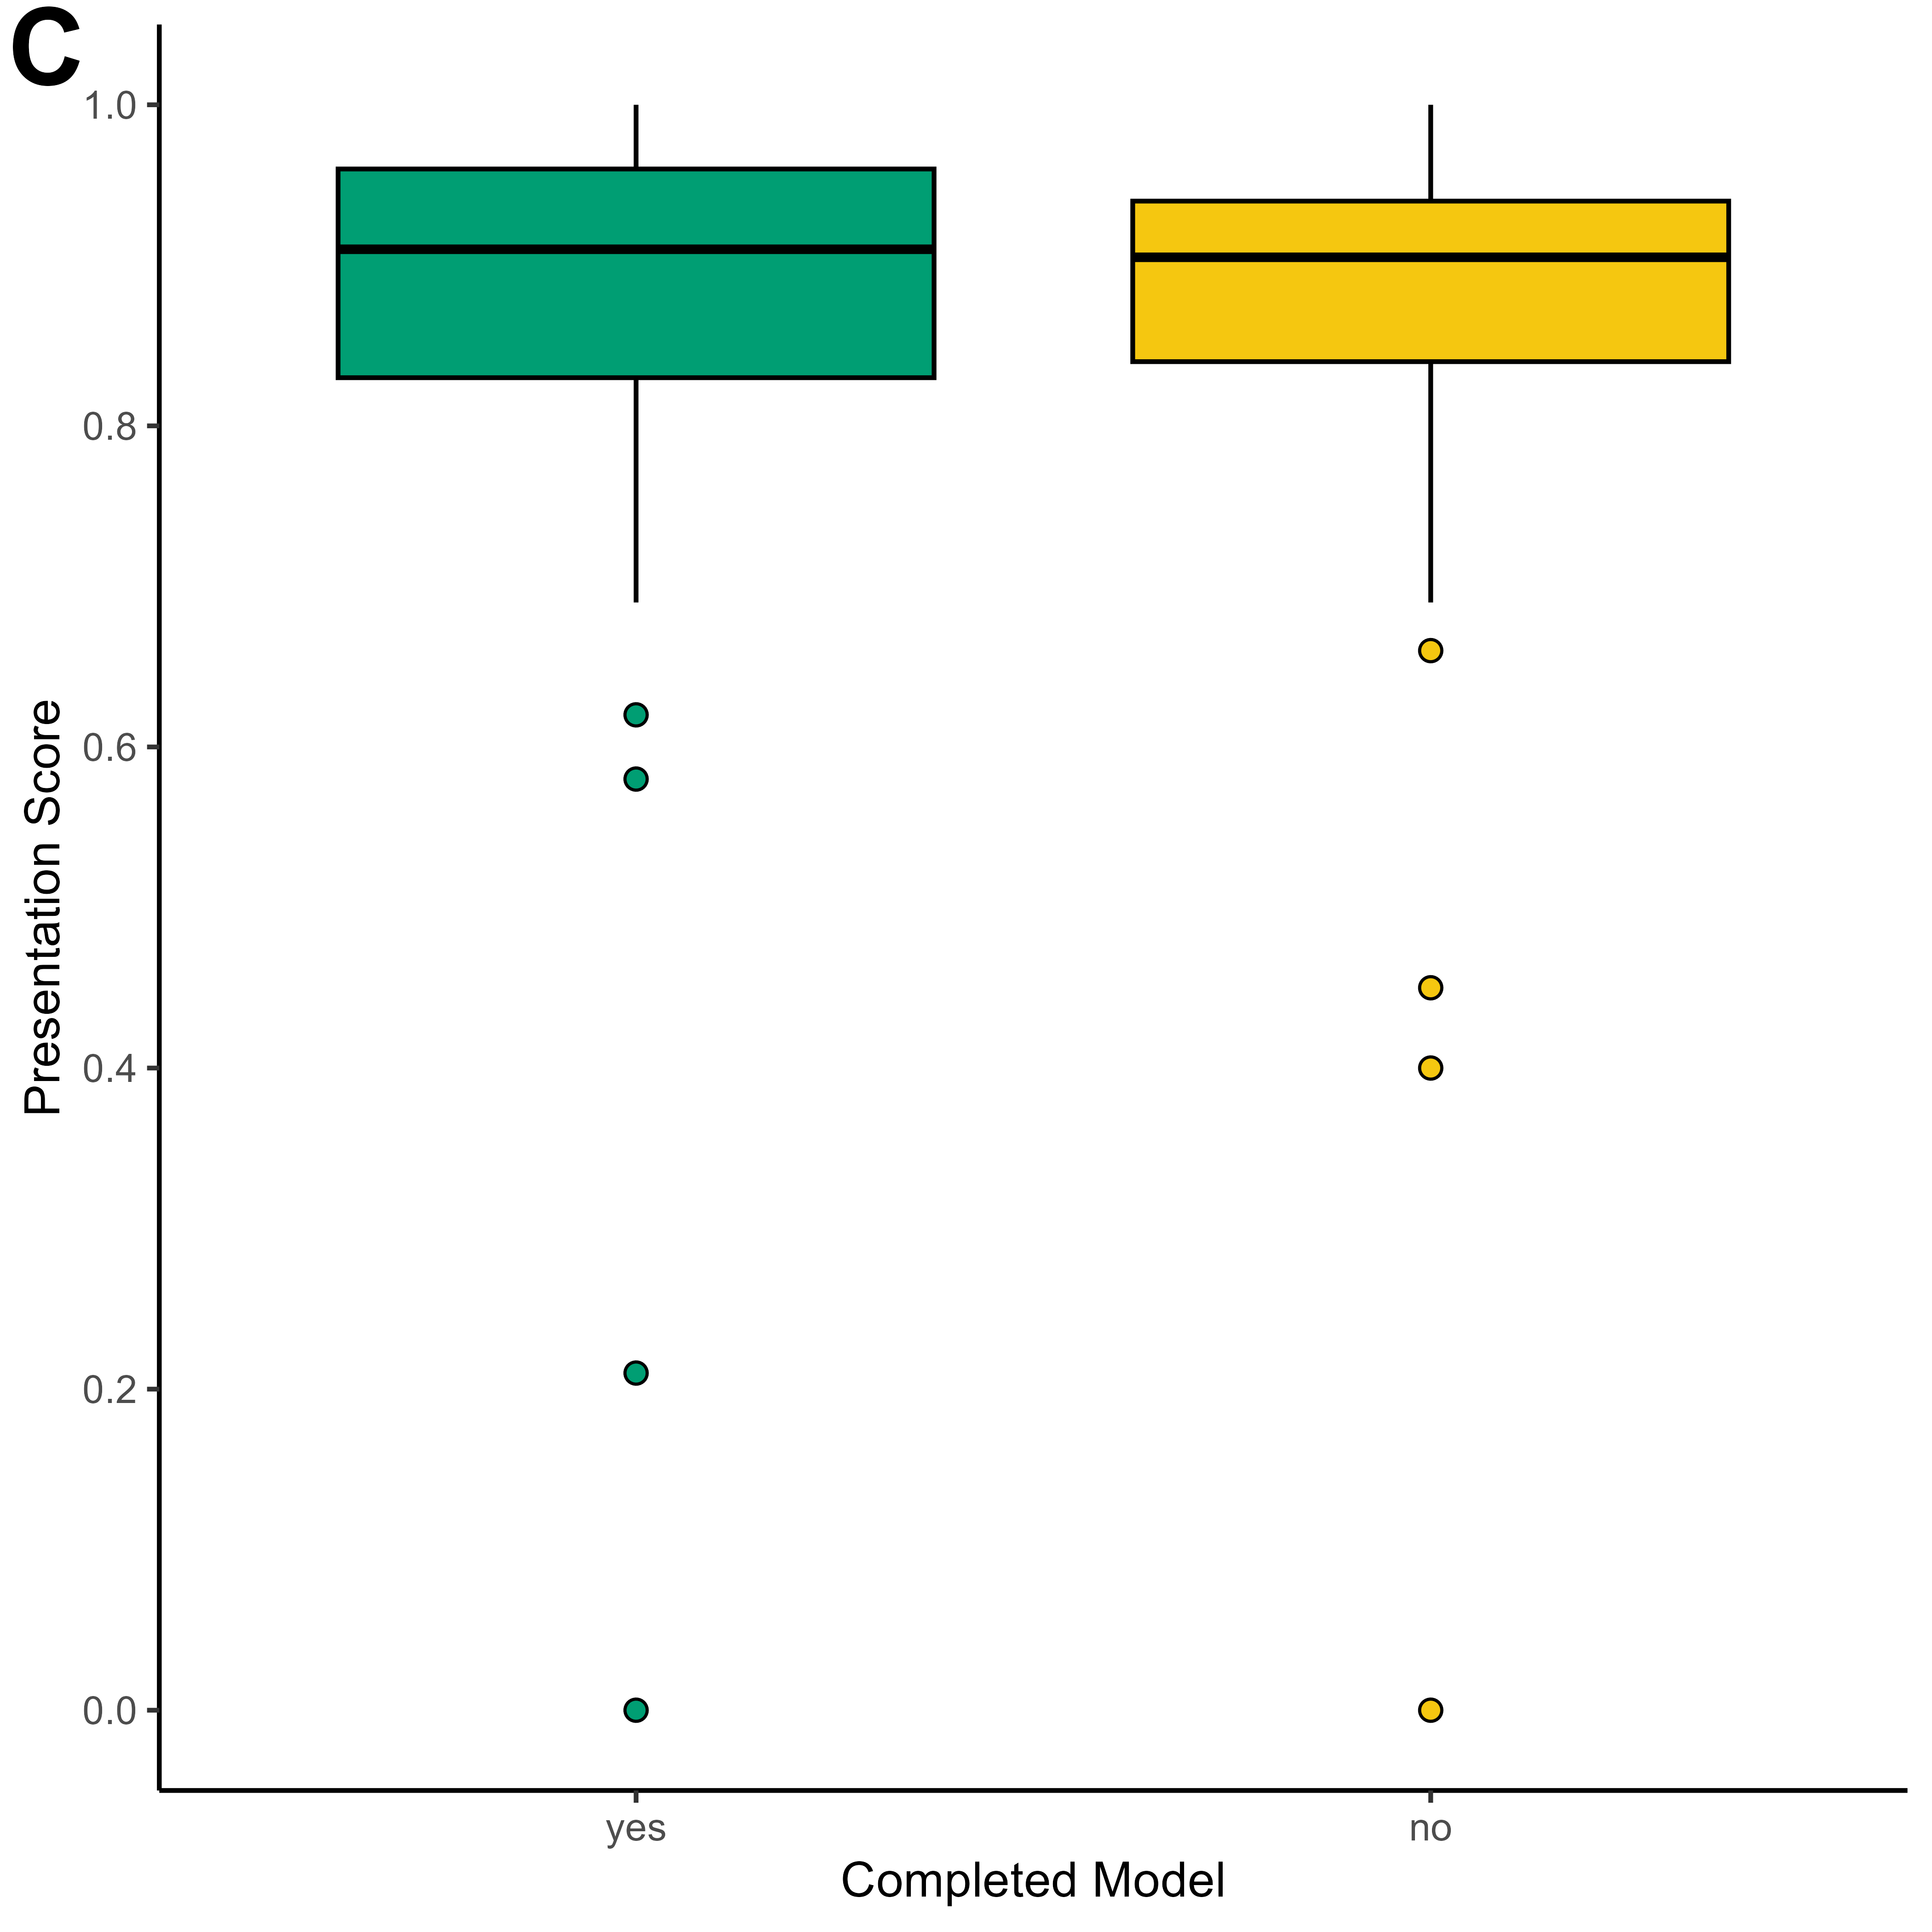 C
1.0
0.8
0.6
0.4
0.2
0.0
Presentation Score
yes
no
Completed Model